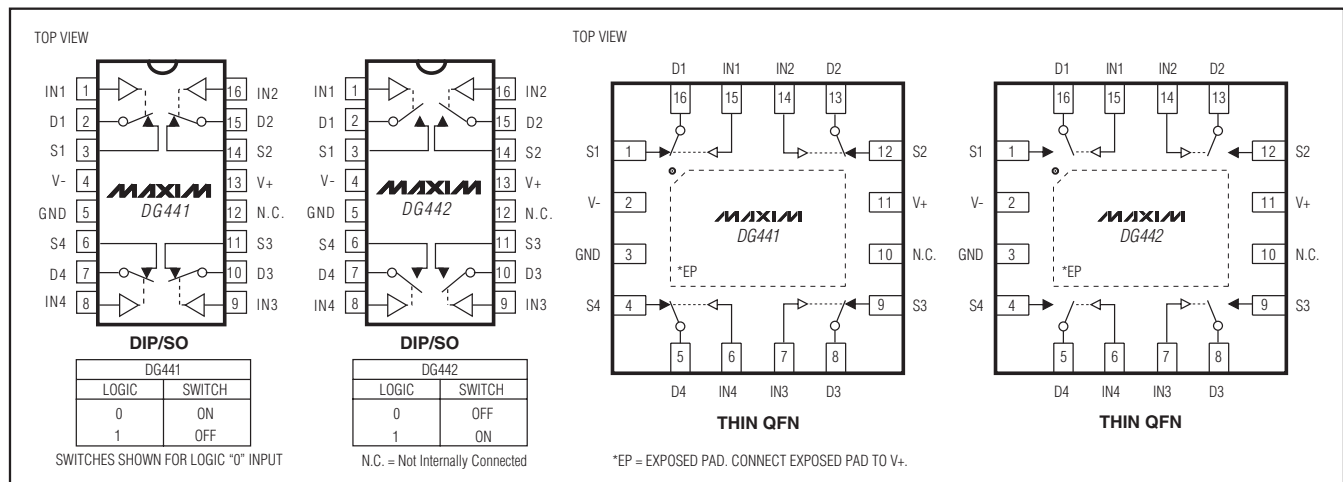 TOP VIEW
IN1 1 16 IN2
D1 2 15 D2
S1 3 14 S2
V- 4 13 V+
GND 5 12 N.C.
S4 6 11 S3
D4 7 10 D3
IN4 8 9 IN3
MAXIM
DG441
DIP/SO
DG441
LOGIC SWITCH
0 ON
1 OFF
SWITCHES SHOWN FOR LOGIC “0” INPUT
IN1 1 16 IN2
D1 2 15 D2
S1 3 14 S2
V- 4 13 V+
GND 5 12 N.C.
S4 6 11 S3
D4 7 10 D3
IN4 8 9 IN3
MAXIM
DG442
DIP/SO
DG442
LOGIC SWITCH
0 OFF
1 ON
N.C. = Not Internally Connected
TOP VIEW
D1 IN1 IN2 D2
16 15 14 13
S1 1 12 S2
V- 2 11 V+
GND 3 10 N.C.
S4 4 9 S3
MAXIM
DG441
*EP
5 6 7 8
D4 IN4 IN3 D3
THIN QFN
D1 IN1 IN2 D2
16 15 14 13
S1 1 12 S2
V- 2 11 V+
GND 3 10 N.C.
S4 4 9 S3
MAXIM
DG442
*EP
5 6 7 8
D4 IN4 IN3 D3
THIN QFN
*EP = EXPOSED PAD. CONNECT EXPOSED PAD TO V+.